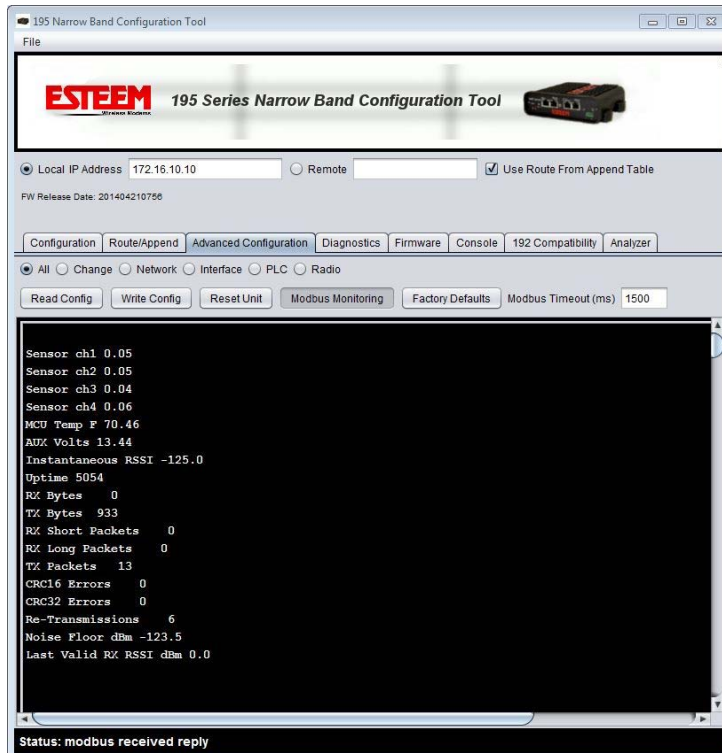 195 Narrow Band Configuration Tool
File
ESTEEM
Wireless Modems
195 Series Narrow Band Configuration Tool
ESTEEM
Local IP Address 172.16.10.10 Remote Use Route From Append Table
FW Release Date: 201404210756
Configuration Route/Append Advanced Configuration Diagnostics Firmware Console 192 Compatibility Analyzer
All Change Network Interface PLC Radio
Read Config Write Config Reset Unit Modbus Monitoring Factory Defaults Modbus Timeout (ms) 1500
Sensor ch1 0.05
Sensor ch2 0.05
Sensor ch3 0.04
Sensor ch4 0.06
MCU Temp F 70.46
AUX Volts 13.44
Instantaneous RSSI -125.0
Uptime 5054
RX Bytes 0
TX Bytes 933
RX Short Packets 0
RX Long Packets 0
TX Packets 13
CRC16 Errors 0
CRC32 Errors 0
Re-Transmissions 6
Noise Floor dBm -123.5
Last Valid RX RSSI dBm 0.0
Status: modbus received reply